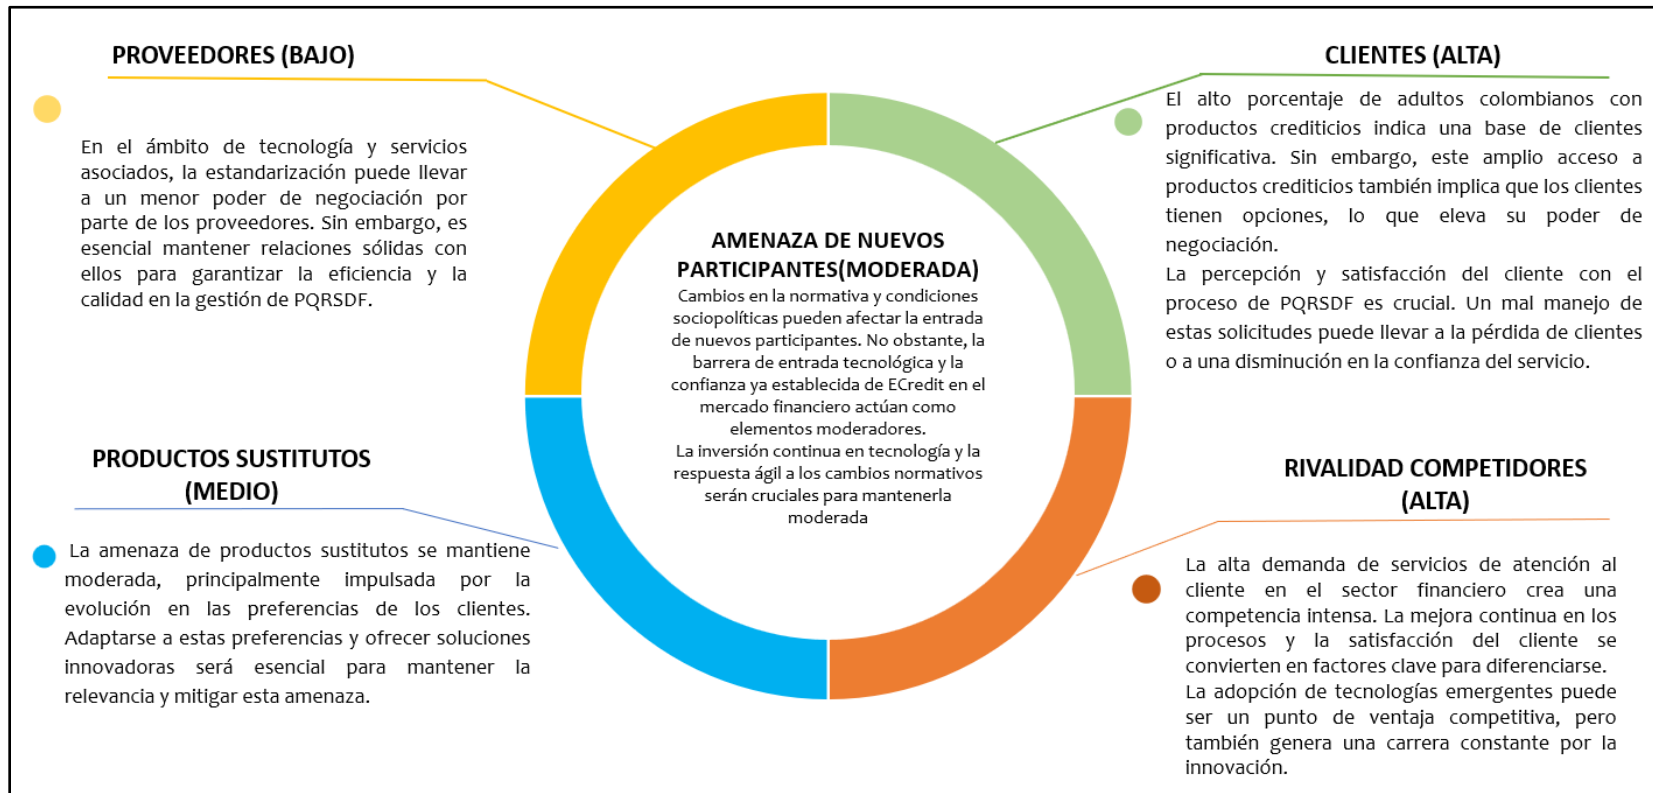 PROVEEDORES (BAJO)
En el ámbito de tecnología y servicios
asociados, la estandarización puede llevar
a un menor poder de negociación por
parte de los proveedores. Sin embargo, es
esencial mantener relaciones sólidas con
ellos para garantizar la eficiencia y la
calidad en la gestión de PQRSDF.
CLIENTES (ALTA)
El alto porcentaje de adultos colombianos con
productos crediticios indica una base de clientes
significativa. Sin embargo, este amplio acceso a
productos crediticios también implica que los clientes
tienen opciones, lo que eleva su poder de
negociación.
La percepción y satisfacción del cliente con el
proceso de PQRSDF es crucial. Un mal manejo de
estas solicitudes puede llevar a la pérdida de clientes
o a una disminución en la confianza del servicio.
AMENAZA DE NUEVOS
PARTICIPANTES(MODERADA)
Cambios en la normativa y condiciones
sociopolíticas pueden afectar la entrada
de nuevos participantes. No obstante, la
barrera de entrada tecnológica y la
confianza ya establecida de ECredit en el
mercado financiero actúan como
elementos moderadores.
La inversión continua en tecnología y la
respuesta ágil a los cambios normativos
serán cruciales para mantenerla
moderada
PRODUCTOS SUSTITUTOS
(MEDIO)
La amenaza de productos sustitutos se mantiene
moderada, principalmente impulsada por la
evolución en las preferencias de los clientes.
Adaptarse a estas preferencias y ofrecer soluciones
innovadoras será esencial para mantener la
relevancia y mitigar esta amenaza.
RIVALIDAD COMPETIDORES
(ALTA)
La alta demanda de servicios de atención al
cliente en el sector financiero crea una
competencia intensa. La mejora continua en los
procesos y la satisfacción del cliente se
convierten en factores clave para diferenciarse.
La adopción de tecnologías emergentes puede
ser un punto de ventaja competitiva, pero
también genera una carrera constante por la
innovación.